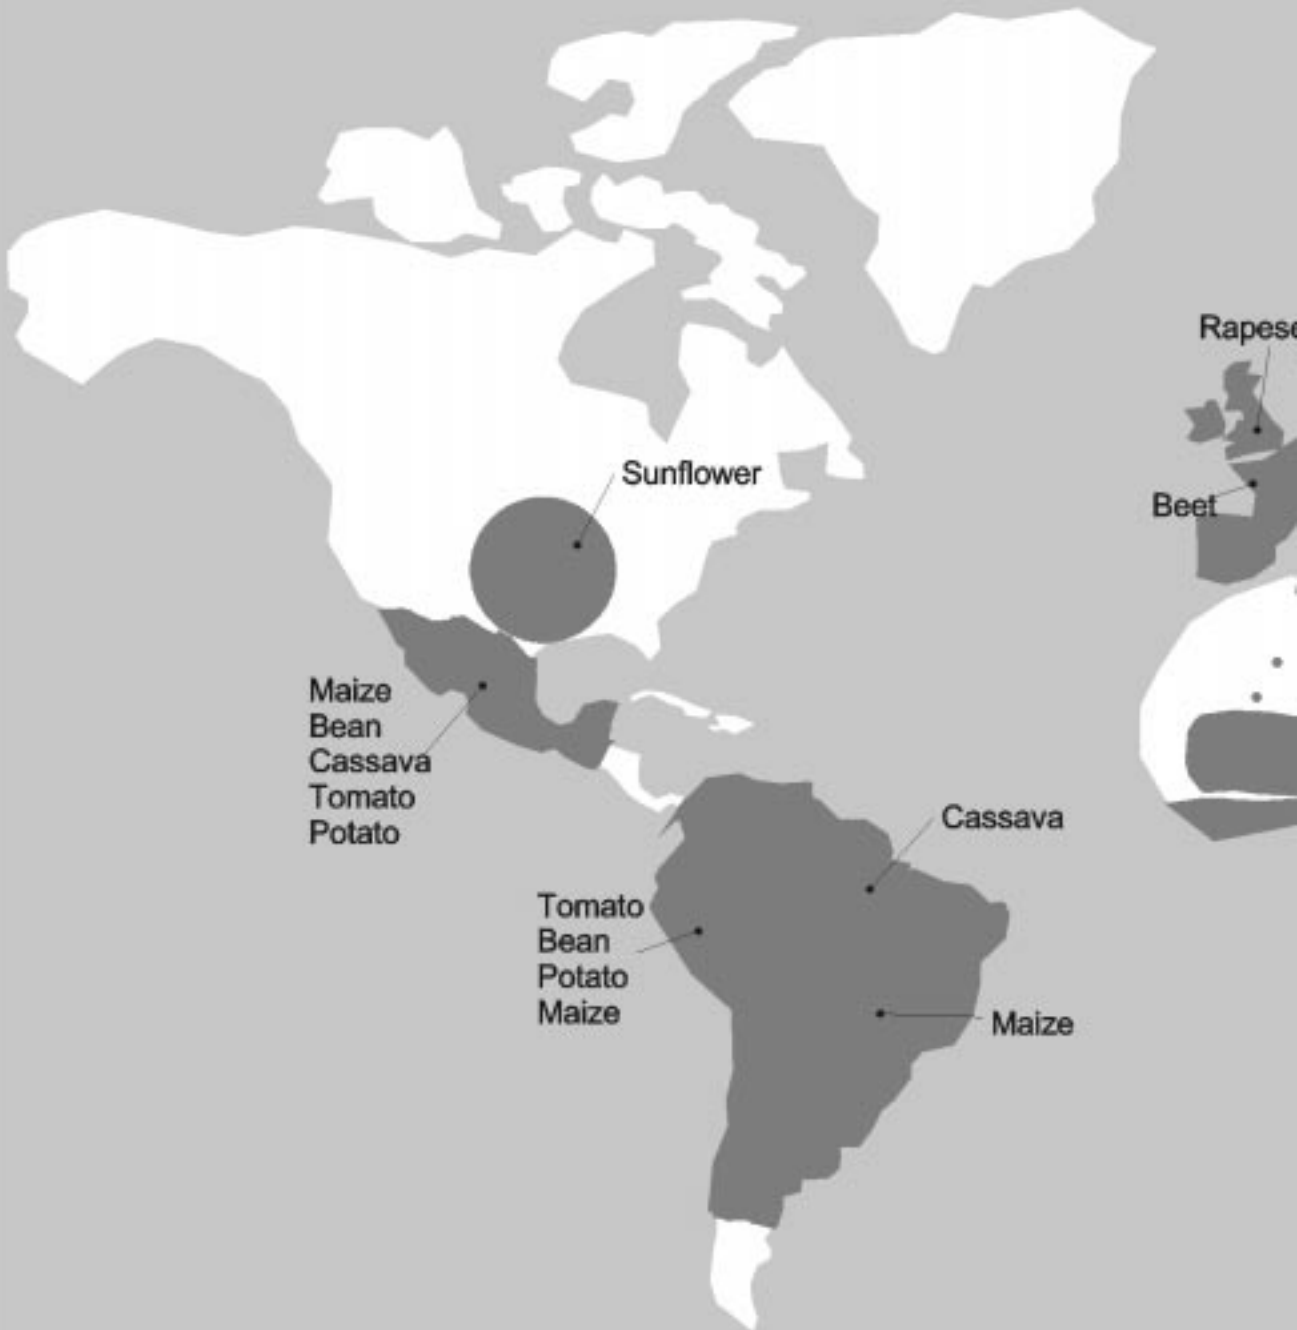 Rapese
Sunflower
Beet
Maize
Bean
Cassava
Tomato
Potato
Cassava
Tomato
Bean
Potato
Maize
Maize